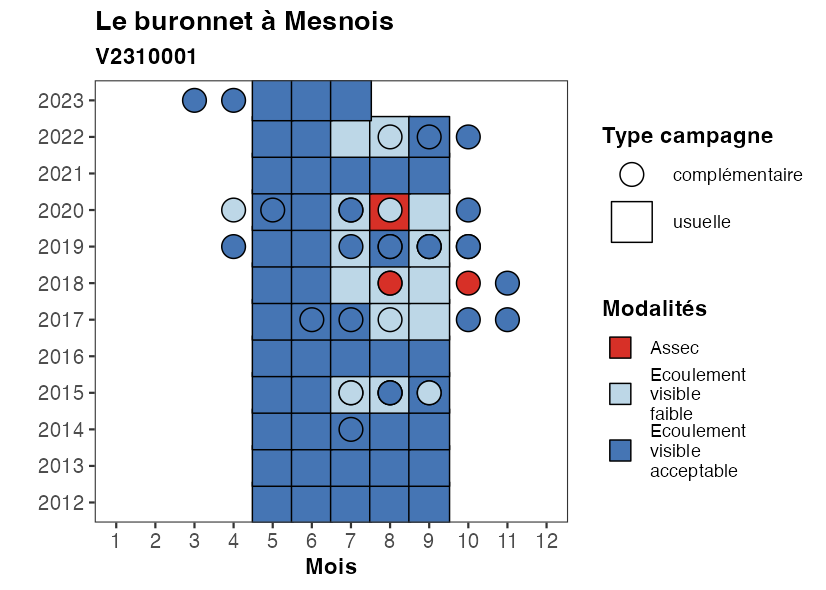 Le buronnet à Mesnois
V2310001
2023
2022
2021
2020
2019
2018
2017
2016
2015
2014
2013
2012
1 2 3 4 5 6 7 8 9 10 11 12
Mois
Type campagne
complémentaire
usuelle
Modalités
Assec
Ecoulement
visible
faible
Ecoulement
visible
acceptable